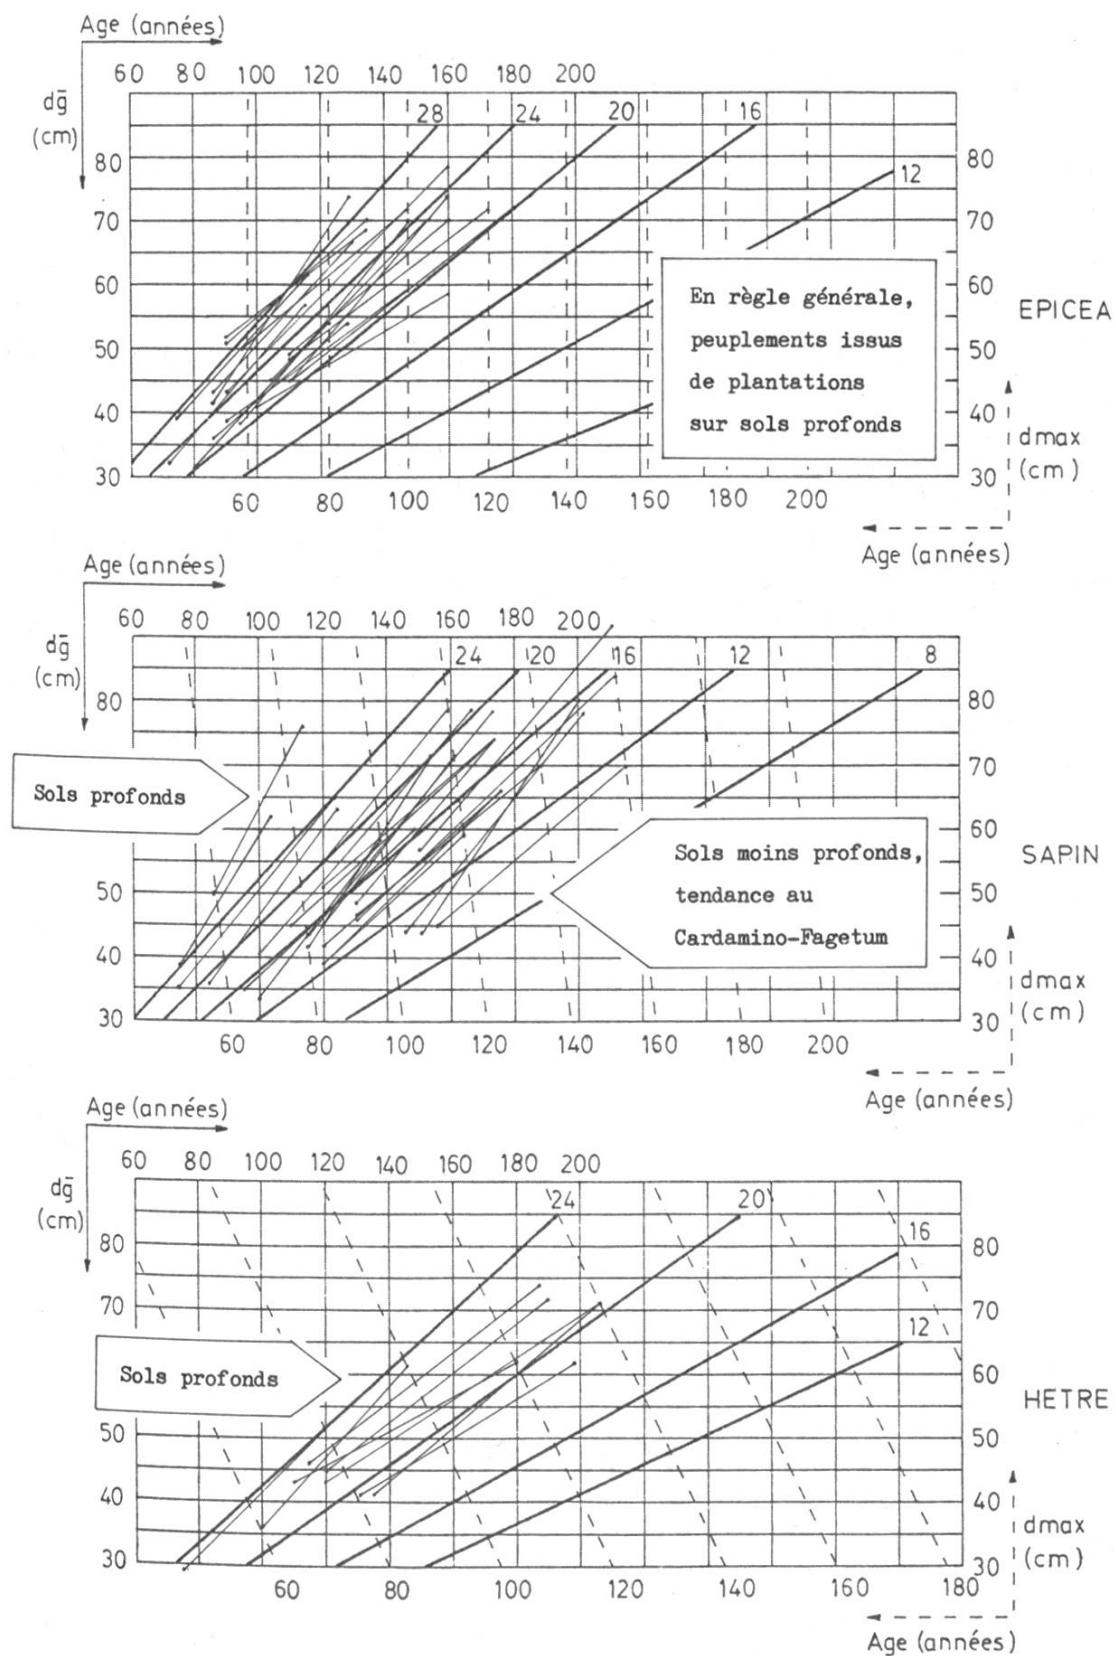 Age (années)
60 80 100 120 140 160 180 200
dg̅
(cm)
28 24 20 16
80 80
12
70 70
60 60
En règle générale,
peuplements issus
de plantations
sur sols profonds
EPICEA
50 50
40 40
dmax
(cm)
30 30
60 80 100 120 140 160 180 200
Age (années)
Age (années)
60 80 100 120 140 160 180 200
dg̅
(cm)
24 20 16 12 8
80 80
70 70
Sols profonds
60 60
Sols moins profonds,
tendance au
Cardamino-Fagetum
SAPIN
50 50
40 40
dmax
(cm)
30 30
60 80 100 120 140 160 180 200
Age (années)
Age (années)
60 80 100 120 140 160 180 200
dg̅
(cm)
24 20
16
80 80
70 70
12
Sols profonds
60
HETRE
50 50
40 40
dmax
(cm)
30 30
60 80 100 120 140 160 180
Age (années)